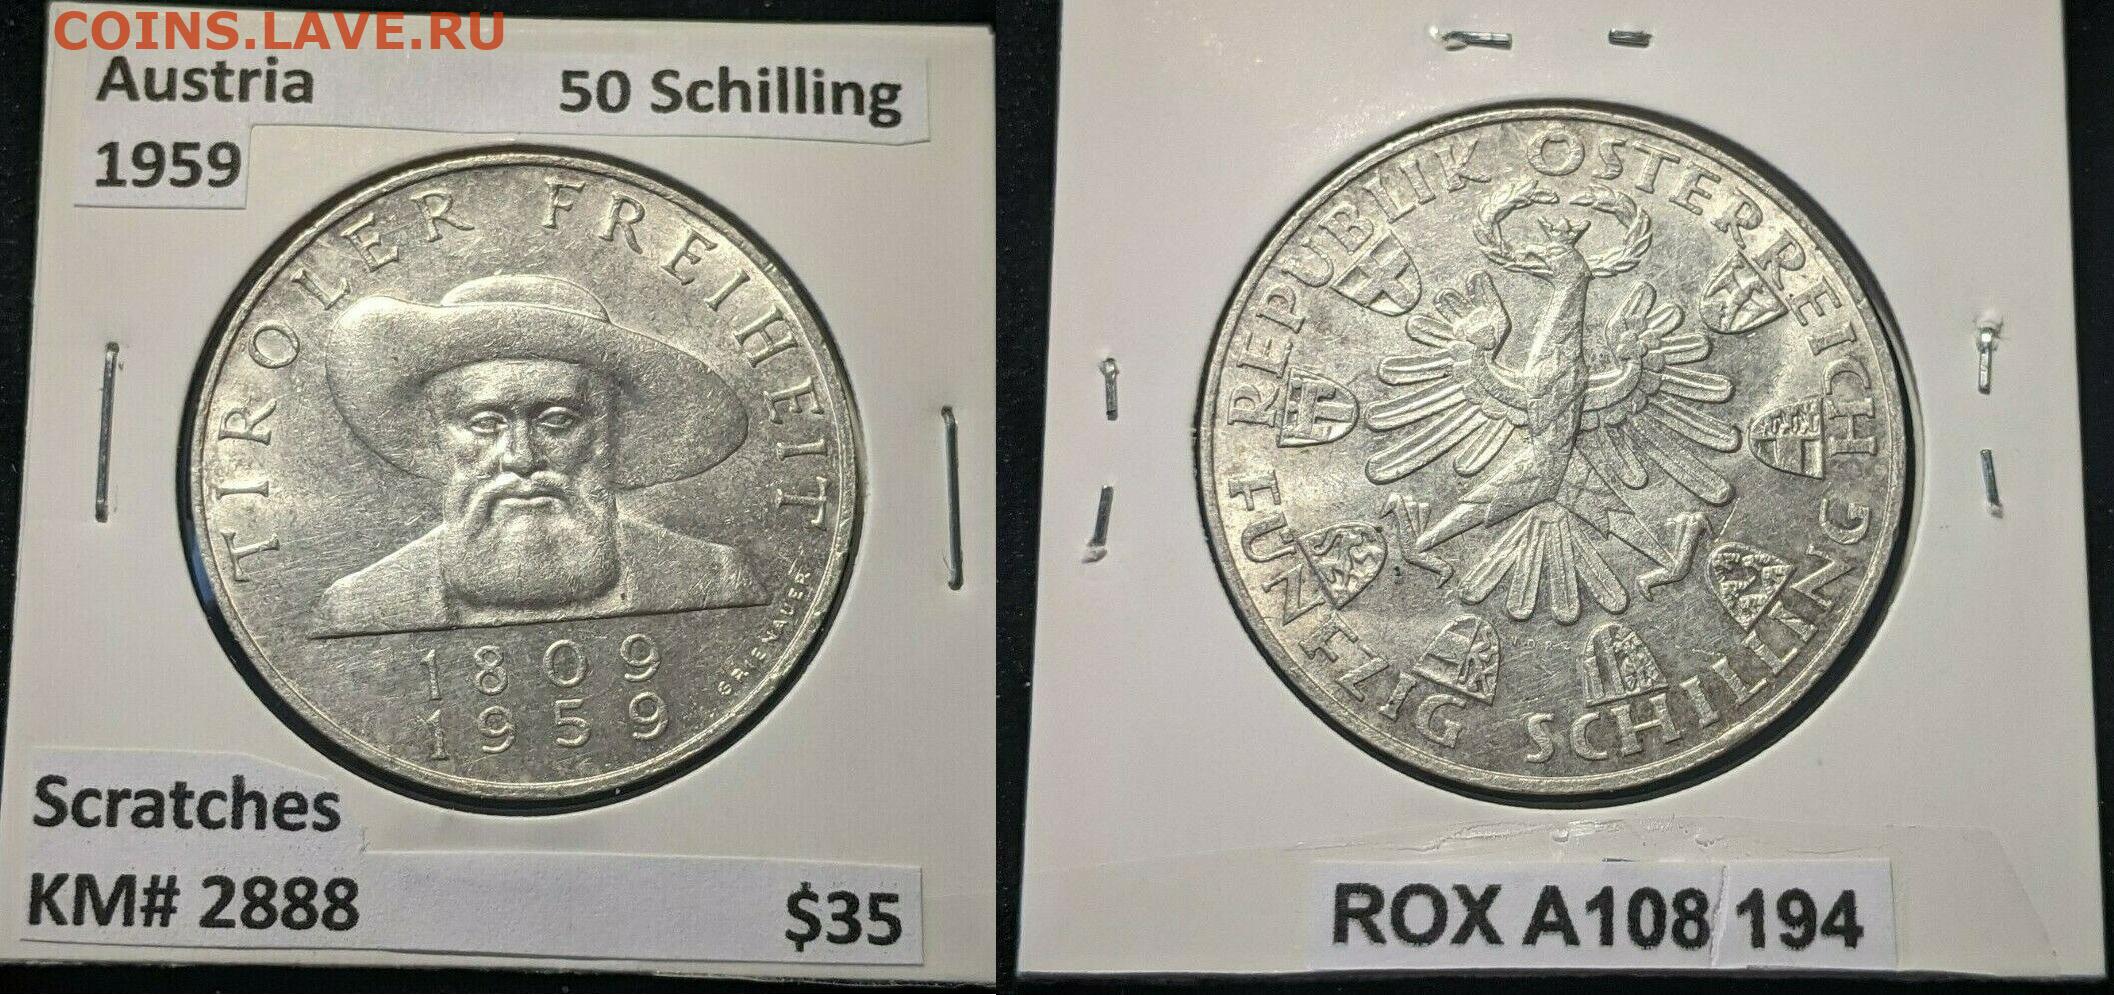 COINS.LAVE.RU
Austria 50 Schilling
1959
TIROLER FREIHEIT
GRIENAUER
1809
1959
Scratches
KM# 2888 $35
REPUBLIK ÖSTERREICH
FÜNFZIG SCHILLING
ROX A108 194